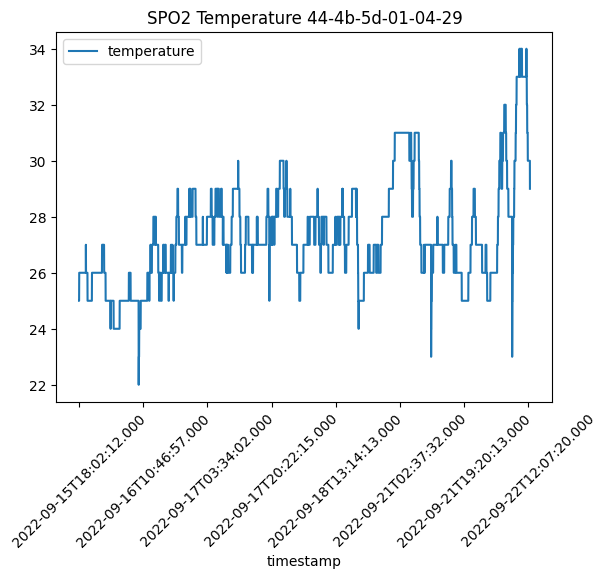 SPO2 Temperature 44-4b-5d-01-04-29
temperature
34
32
30
28
26
24
22
2022-09-15T18:02:12.000
2022-09-16T10:46:57.000
2022-09-17T03:34:02.000
2022-09-17T20:22:15.000
2022-09-18T13:14:13.000
2022-09-21T02:37:32.000
2022-09-21T19:20:13.000
2022-09-22T12:07:20.000
timestamp